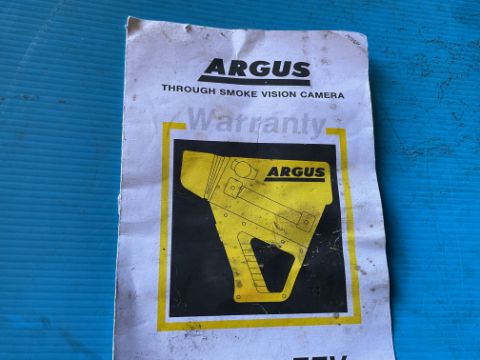 ARGUS
THROUGH SMOKE VISION CAMERA
Warranty
ARGUS